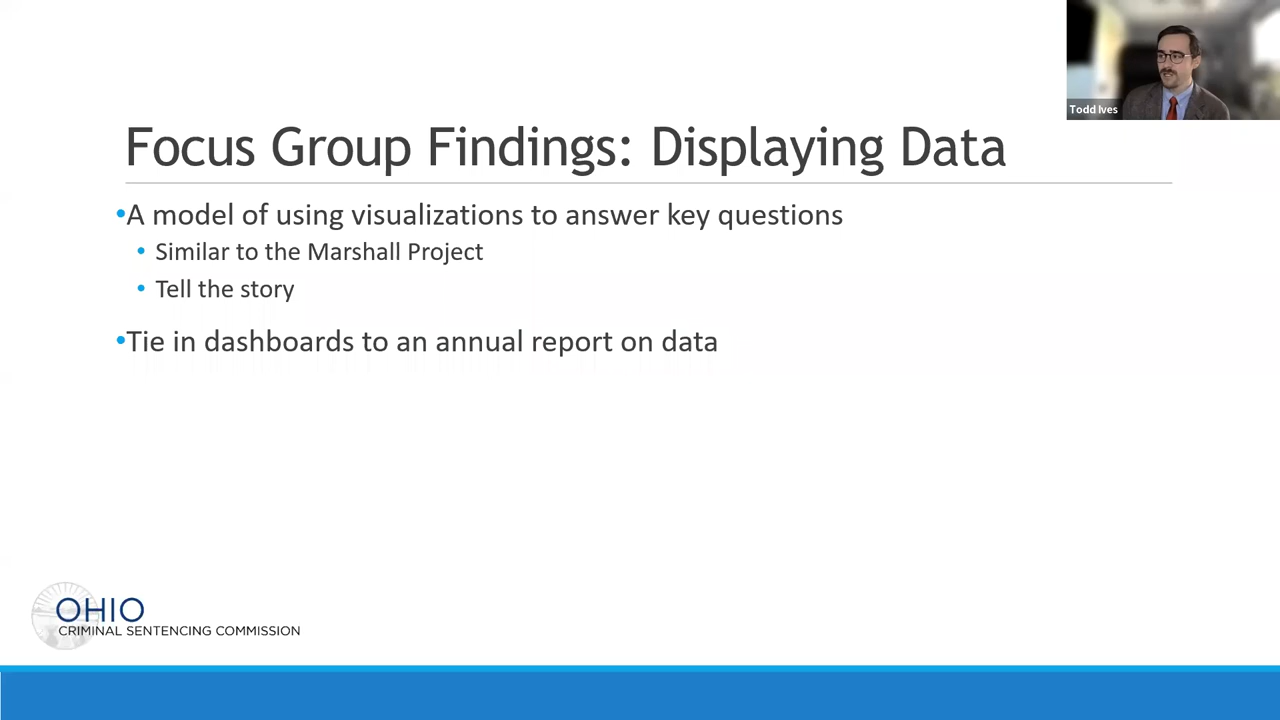 Todd Ives
Focus Group Findings: Displaying Data
•A model of using visualizations to answer key questions
• Similar to the Marshall Project
• Tell the story
•Tie in dashboards to an annual report on data
OHIO
CRIMINAL SENTENCING COMMISSION